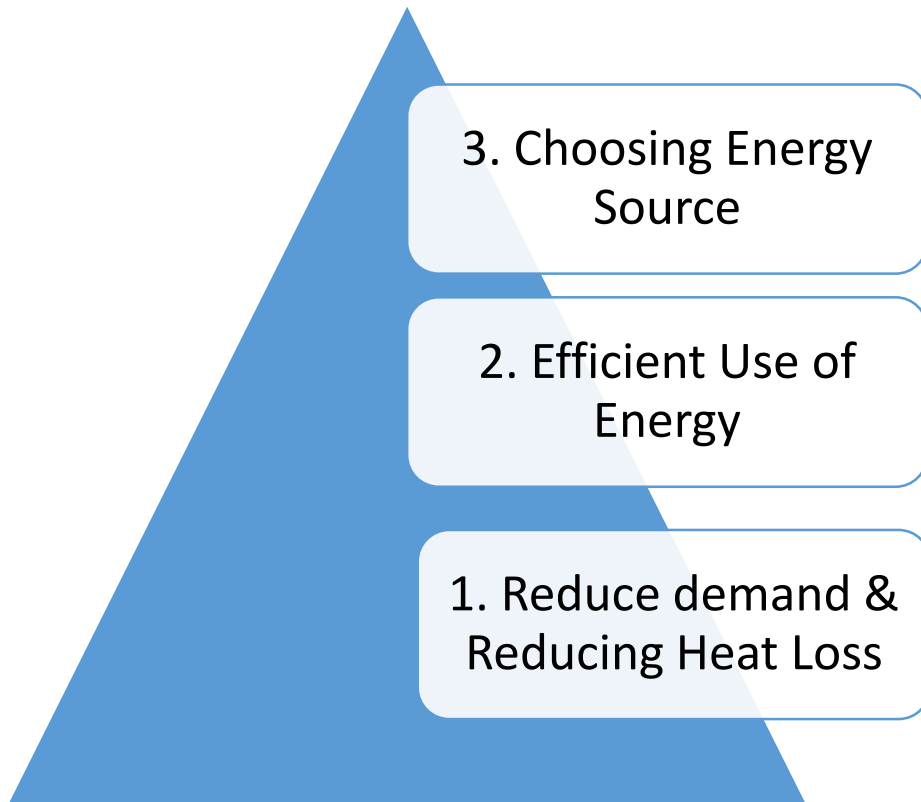 3. Choosing Energy
Source
2. Efficient Use of
Energy
1. Reduce demand &
Reducing Heat Loss